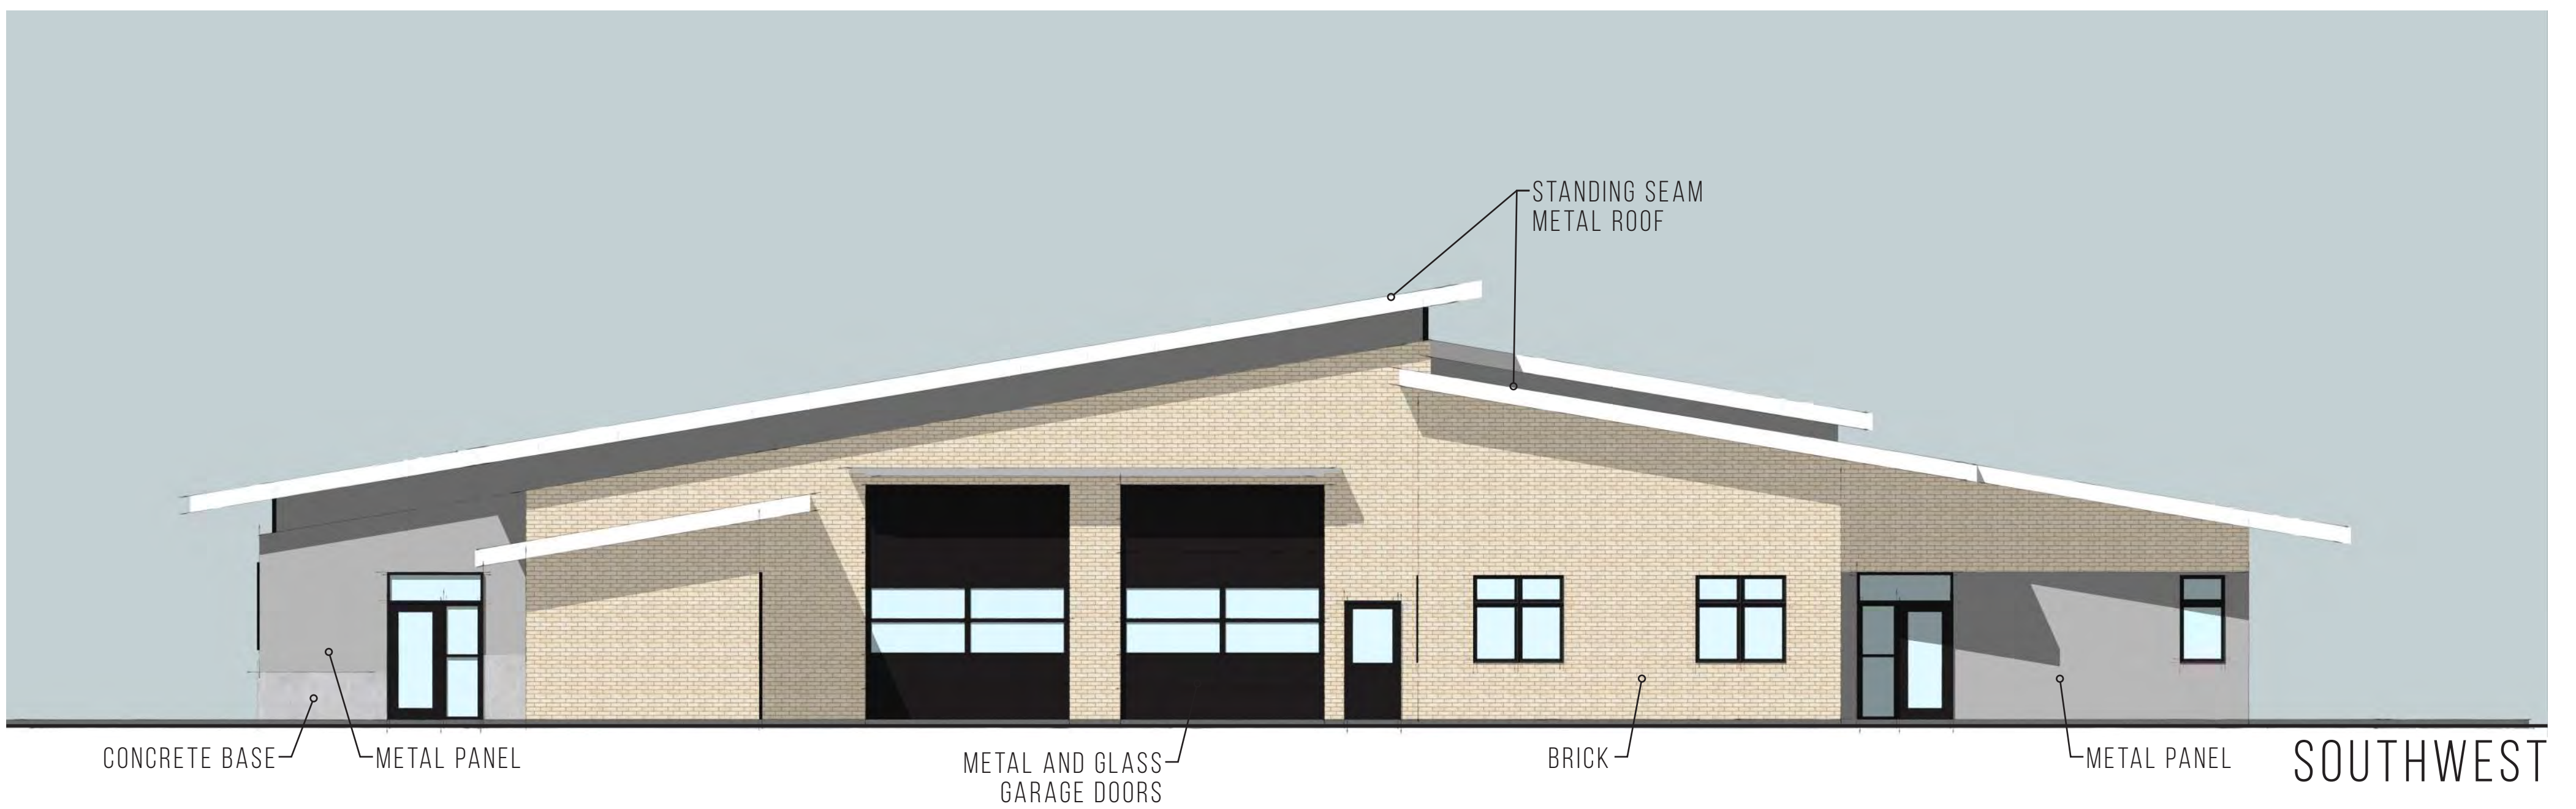 STANDING SEAM
METAL ROOF
CONCRETE BASE
METAL PANEL
METAL AND GLASS
GARAGE DOORS
BRICK
METAL PANEL
SOUTHWEST